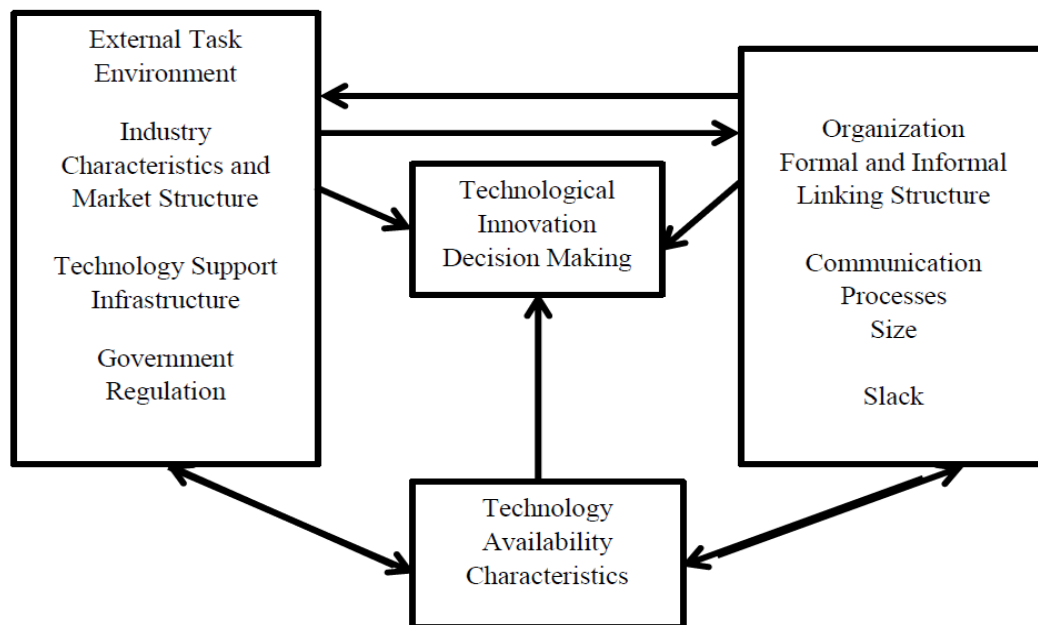 External Task
Environment
Industry
Characteristics and
Market Structure
Technology Support
Infrastructure
Government
Regulation
Technological
Innovation
Decision Making
Organization
Formal and Informal
Linking Structure
Communication
Processes
Size
Slack
Technology
Availability
Characteristics